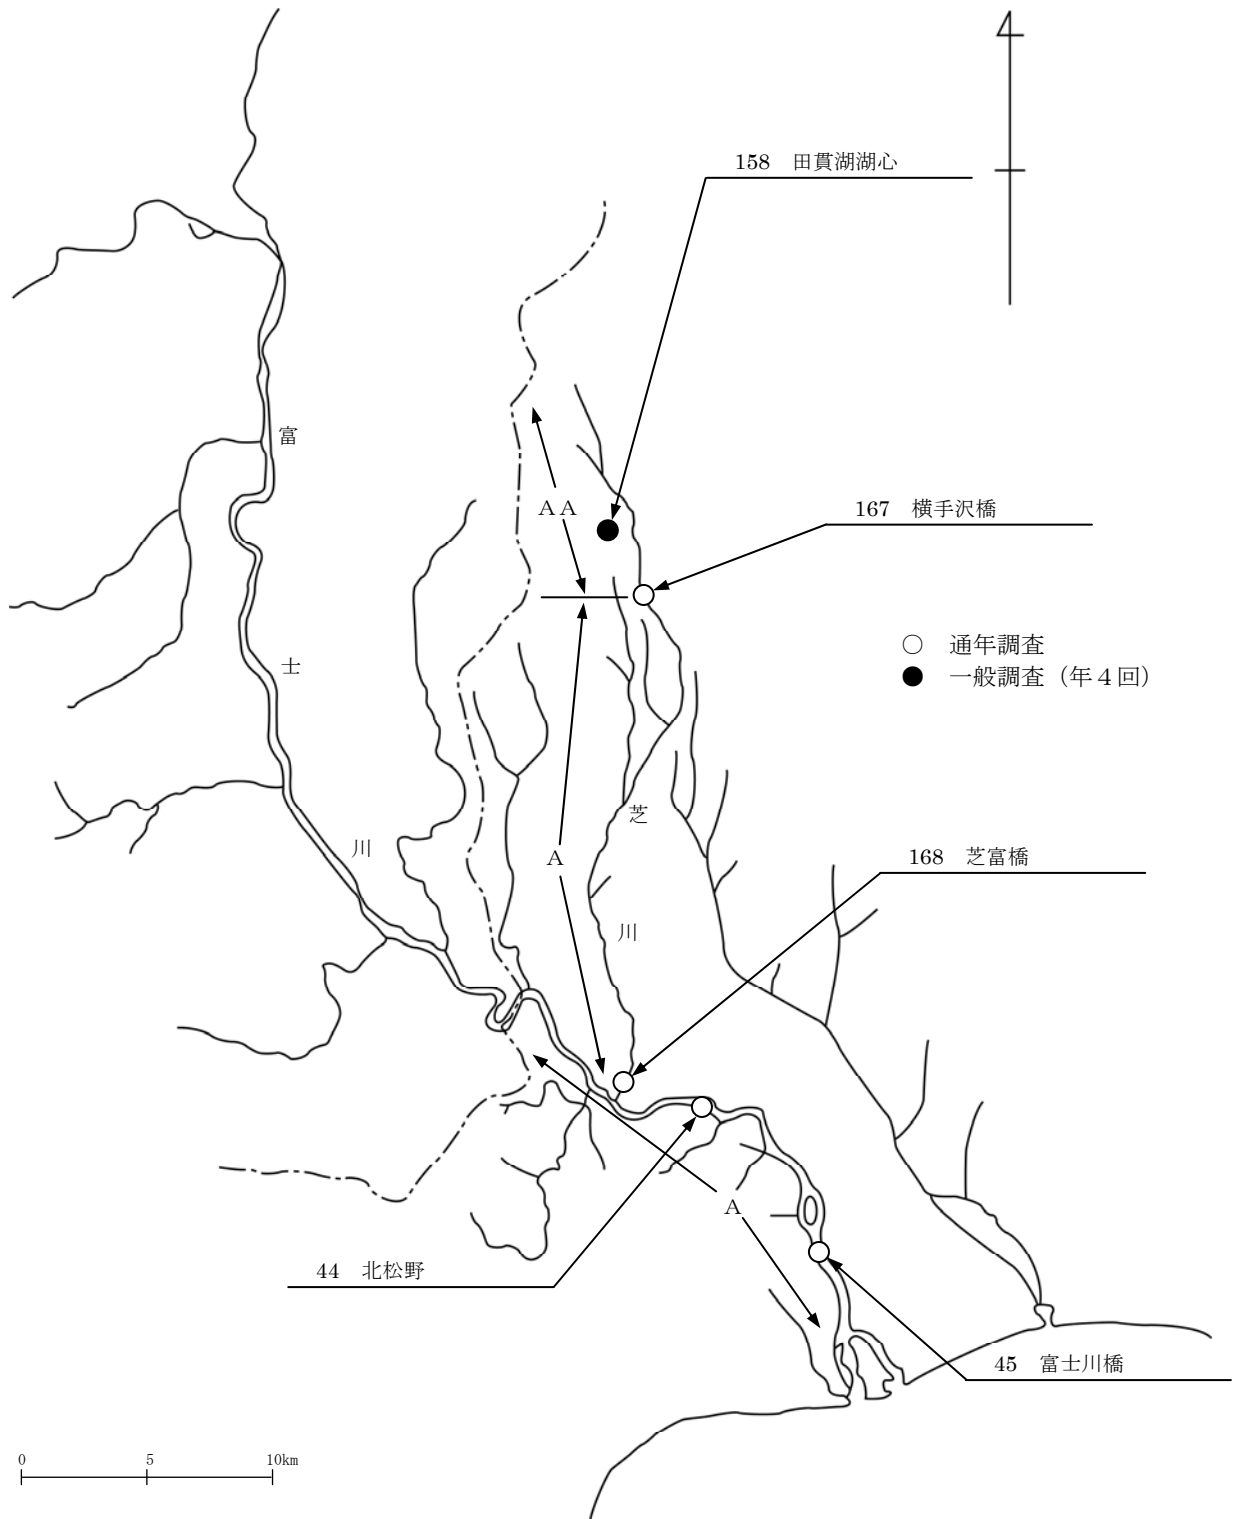 158 田貫湖湖心
富
ＡＡ
167 横手沢橋
○ 通年調査
● 一般調査（年４回）
士
芝
川
Ａ
168 芝富橋
川
Ａ
44 北松野
45 富士川橋
0 5 10km